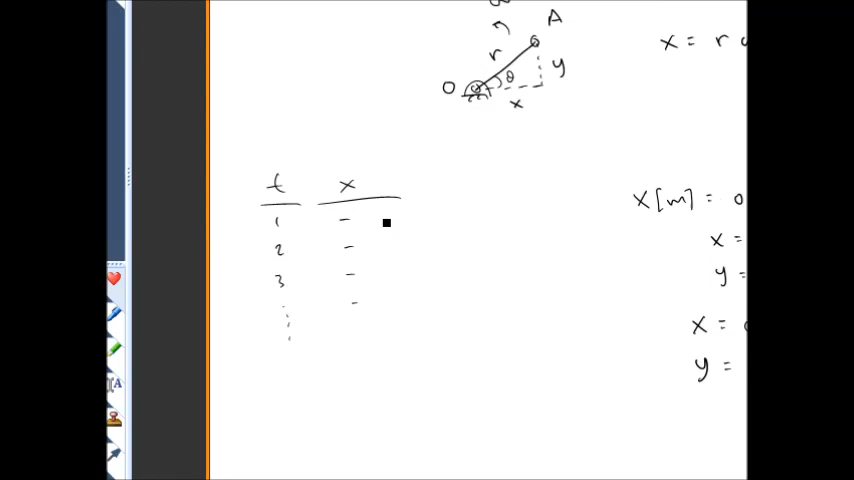 A
r
y
θ
O
x
x = r
t x
1 -
2 -
3 -
-
x[m] = 0
x =
y =
x =
y =
A